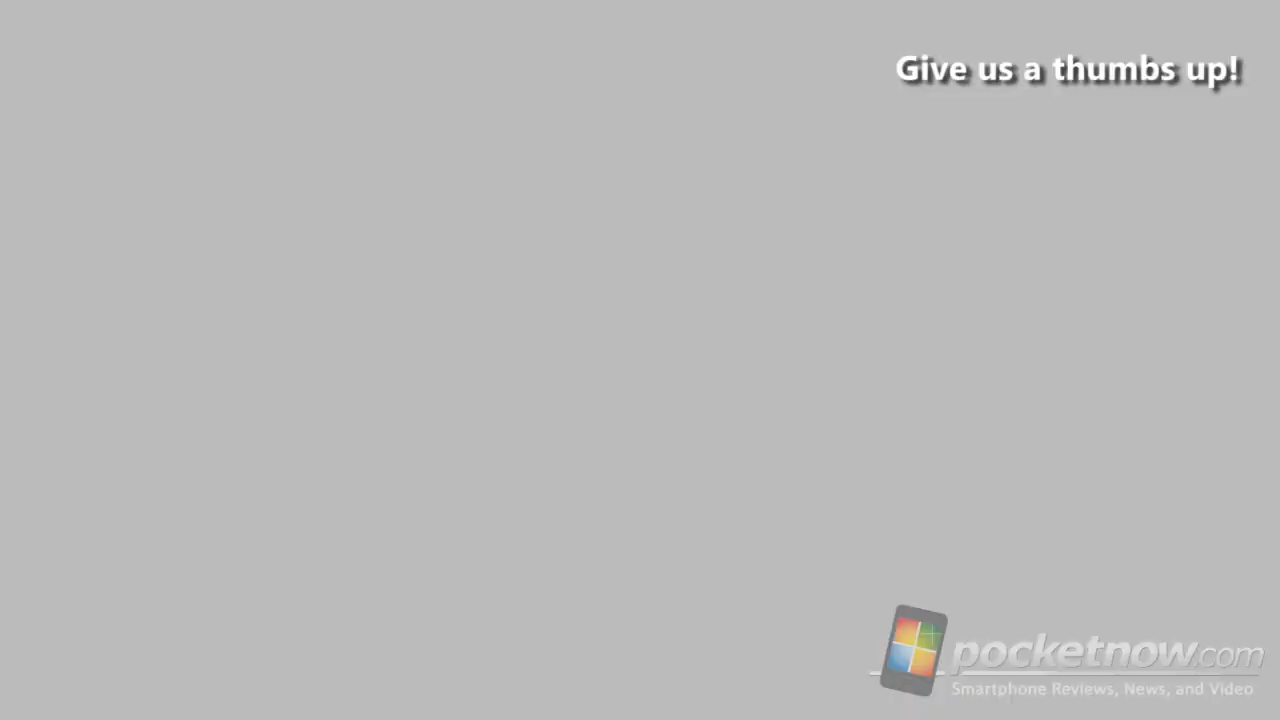 Give us a thumbs up!
pocketnow.com
Smartphone Reviews, News, and Video